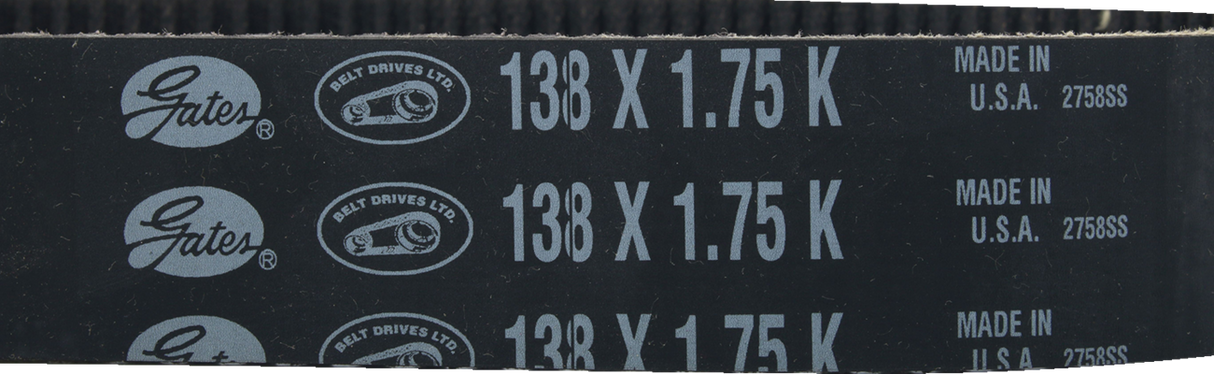 Gates® BELT DRIVES LTD. 138 X 1.75 K MADE IN
U.S.A. 2758SS
Gates® BELT DRIVES LTD. 138 X 1.75 K MADE IN
U.S.A. 2758SS
Gates BELT DRIVES LTD. 138 X 1.75 K MADE IN
U.S.A. 2758SS